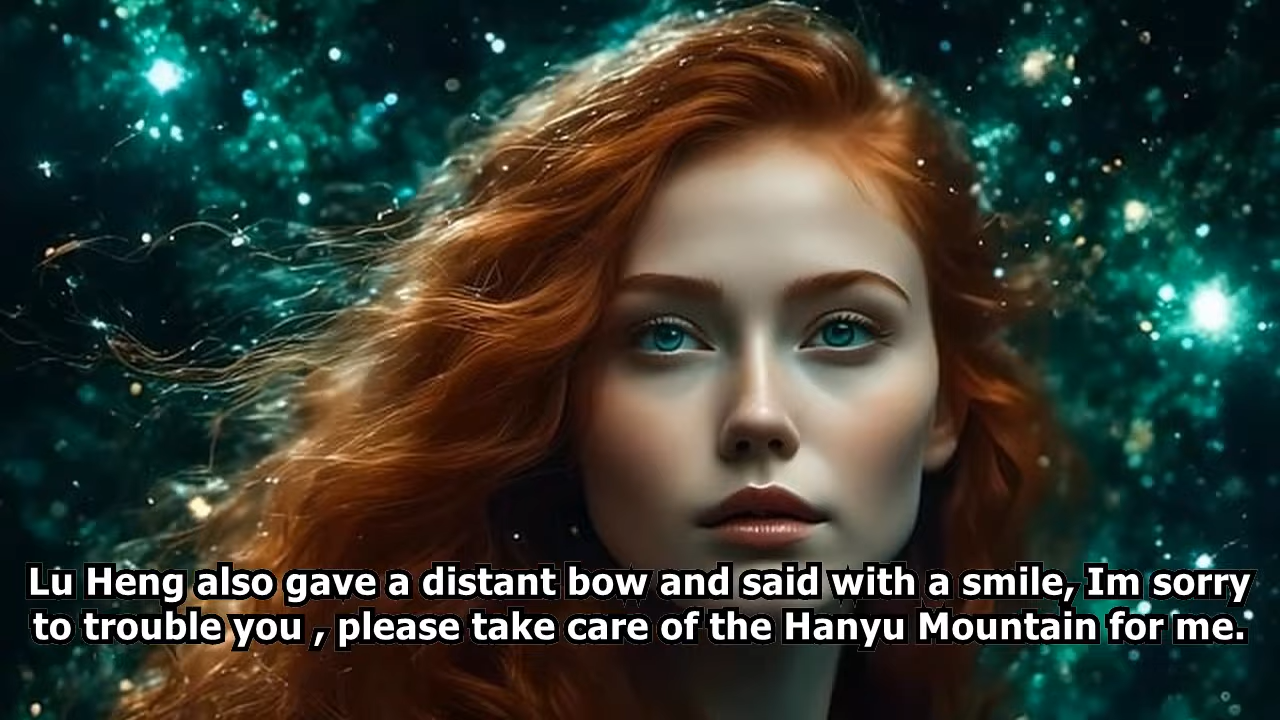 Lu Heng also gave a distant bow and said with a smile, Im sorry
to trouble you , please take care of the Hanyu Mountain for me.